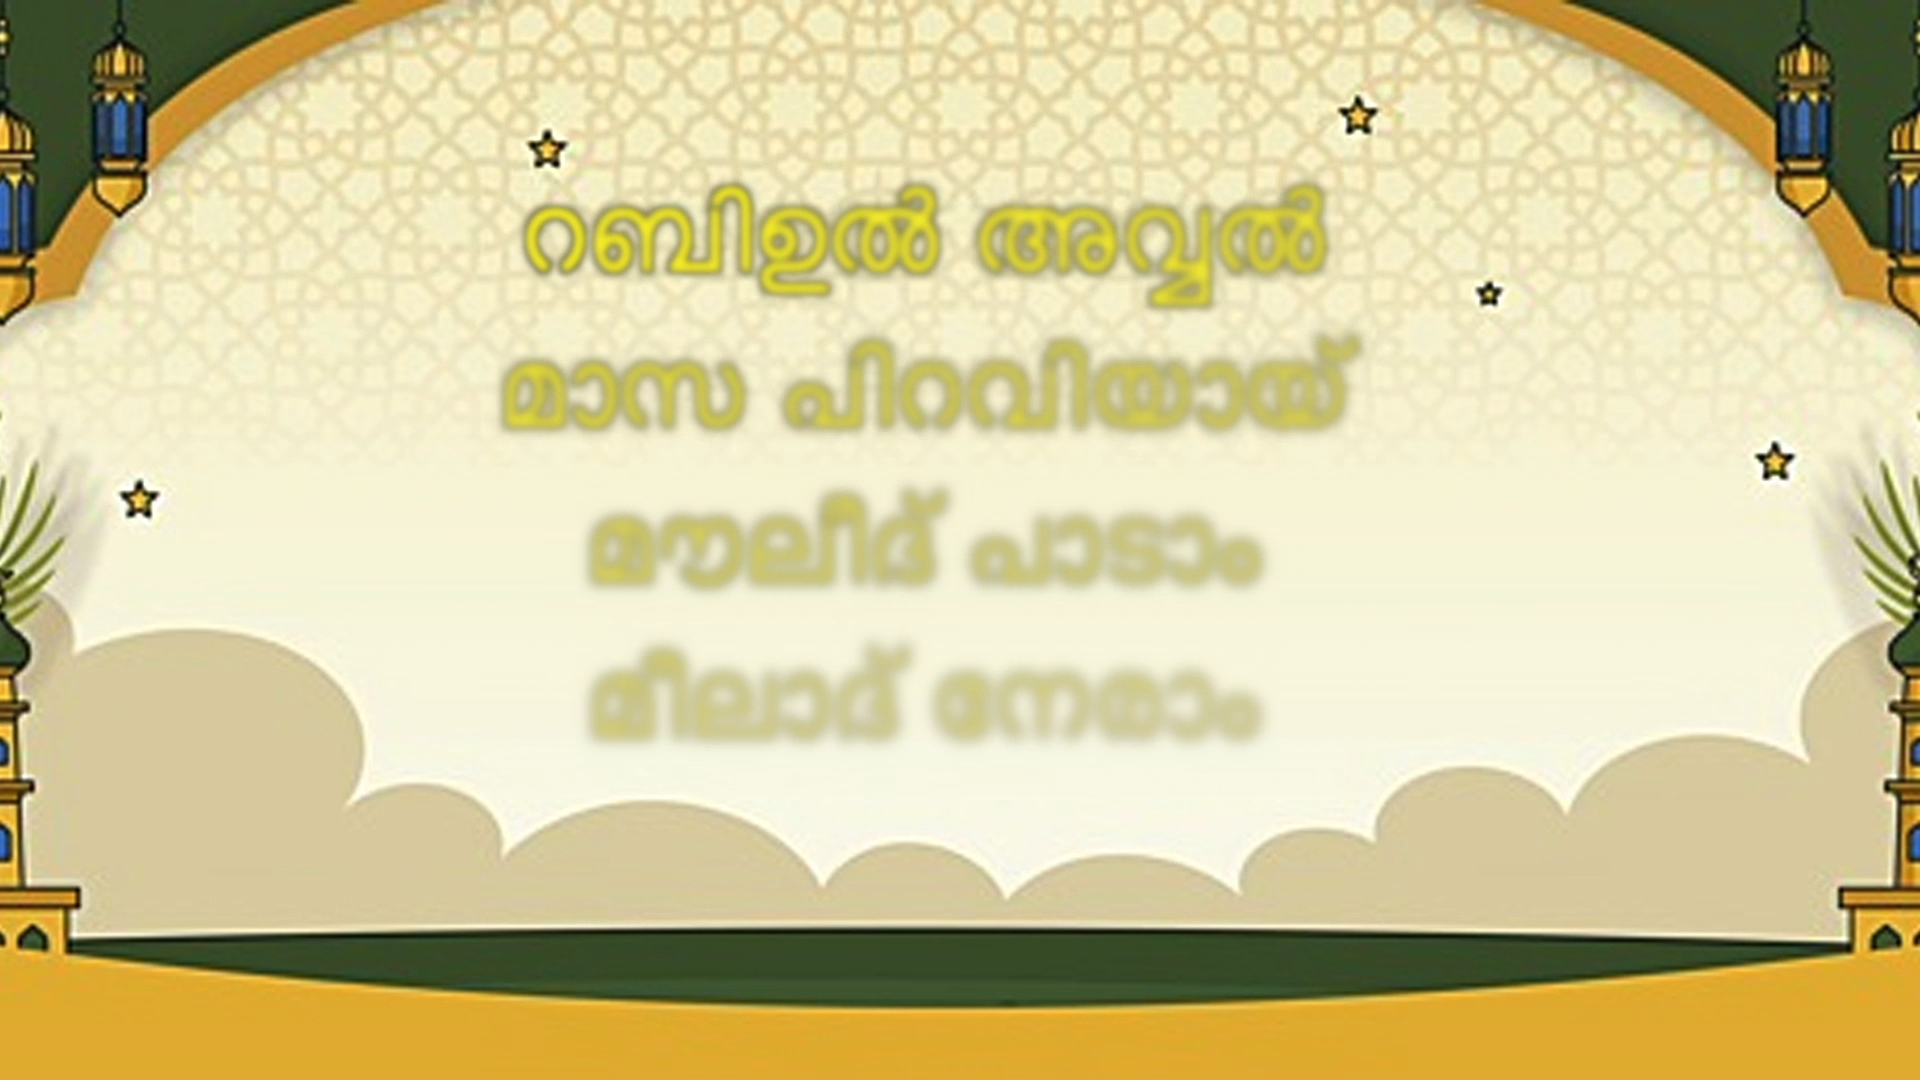 റബിഉൽ അവ്വൽ
മാസ പിറവിയായ്
മൗലീദ് പാടാം
മീലാദ് നേരാം